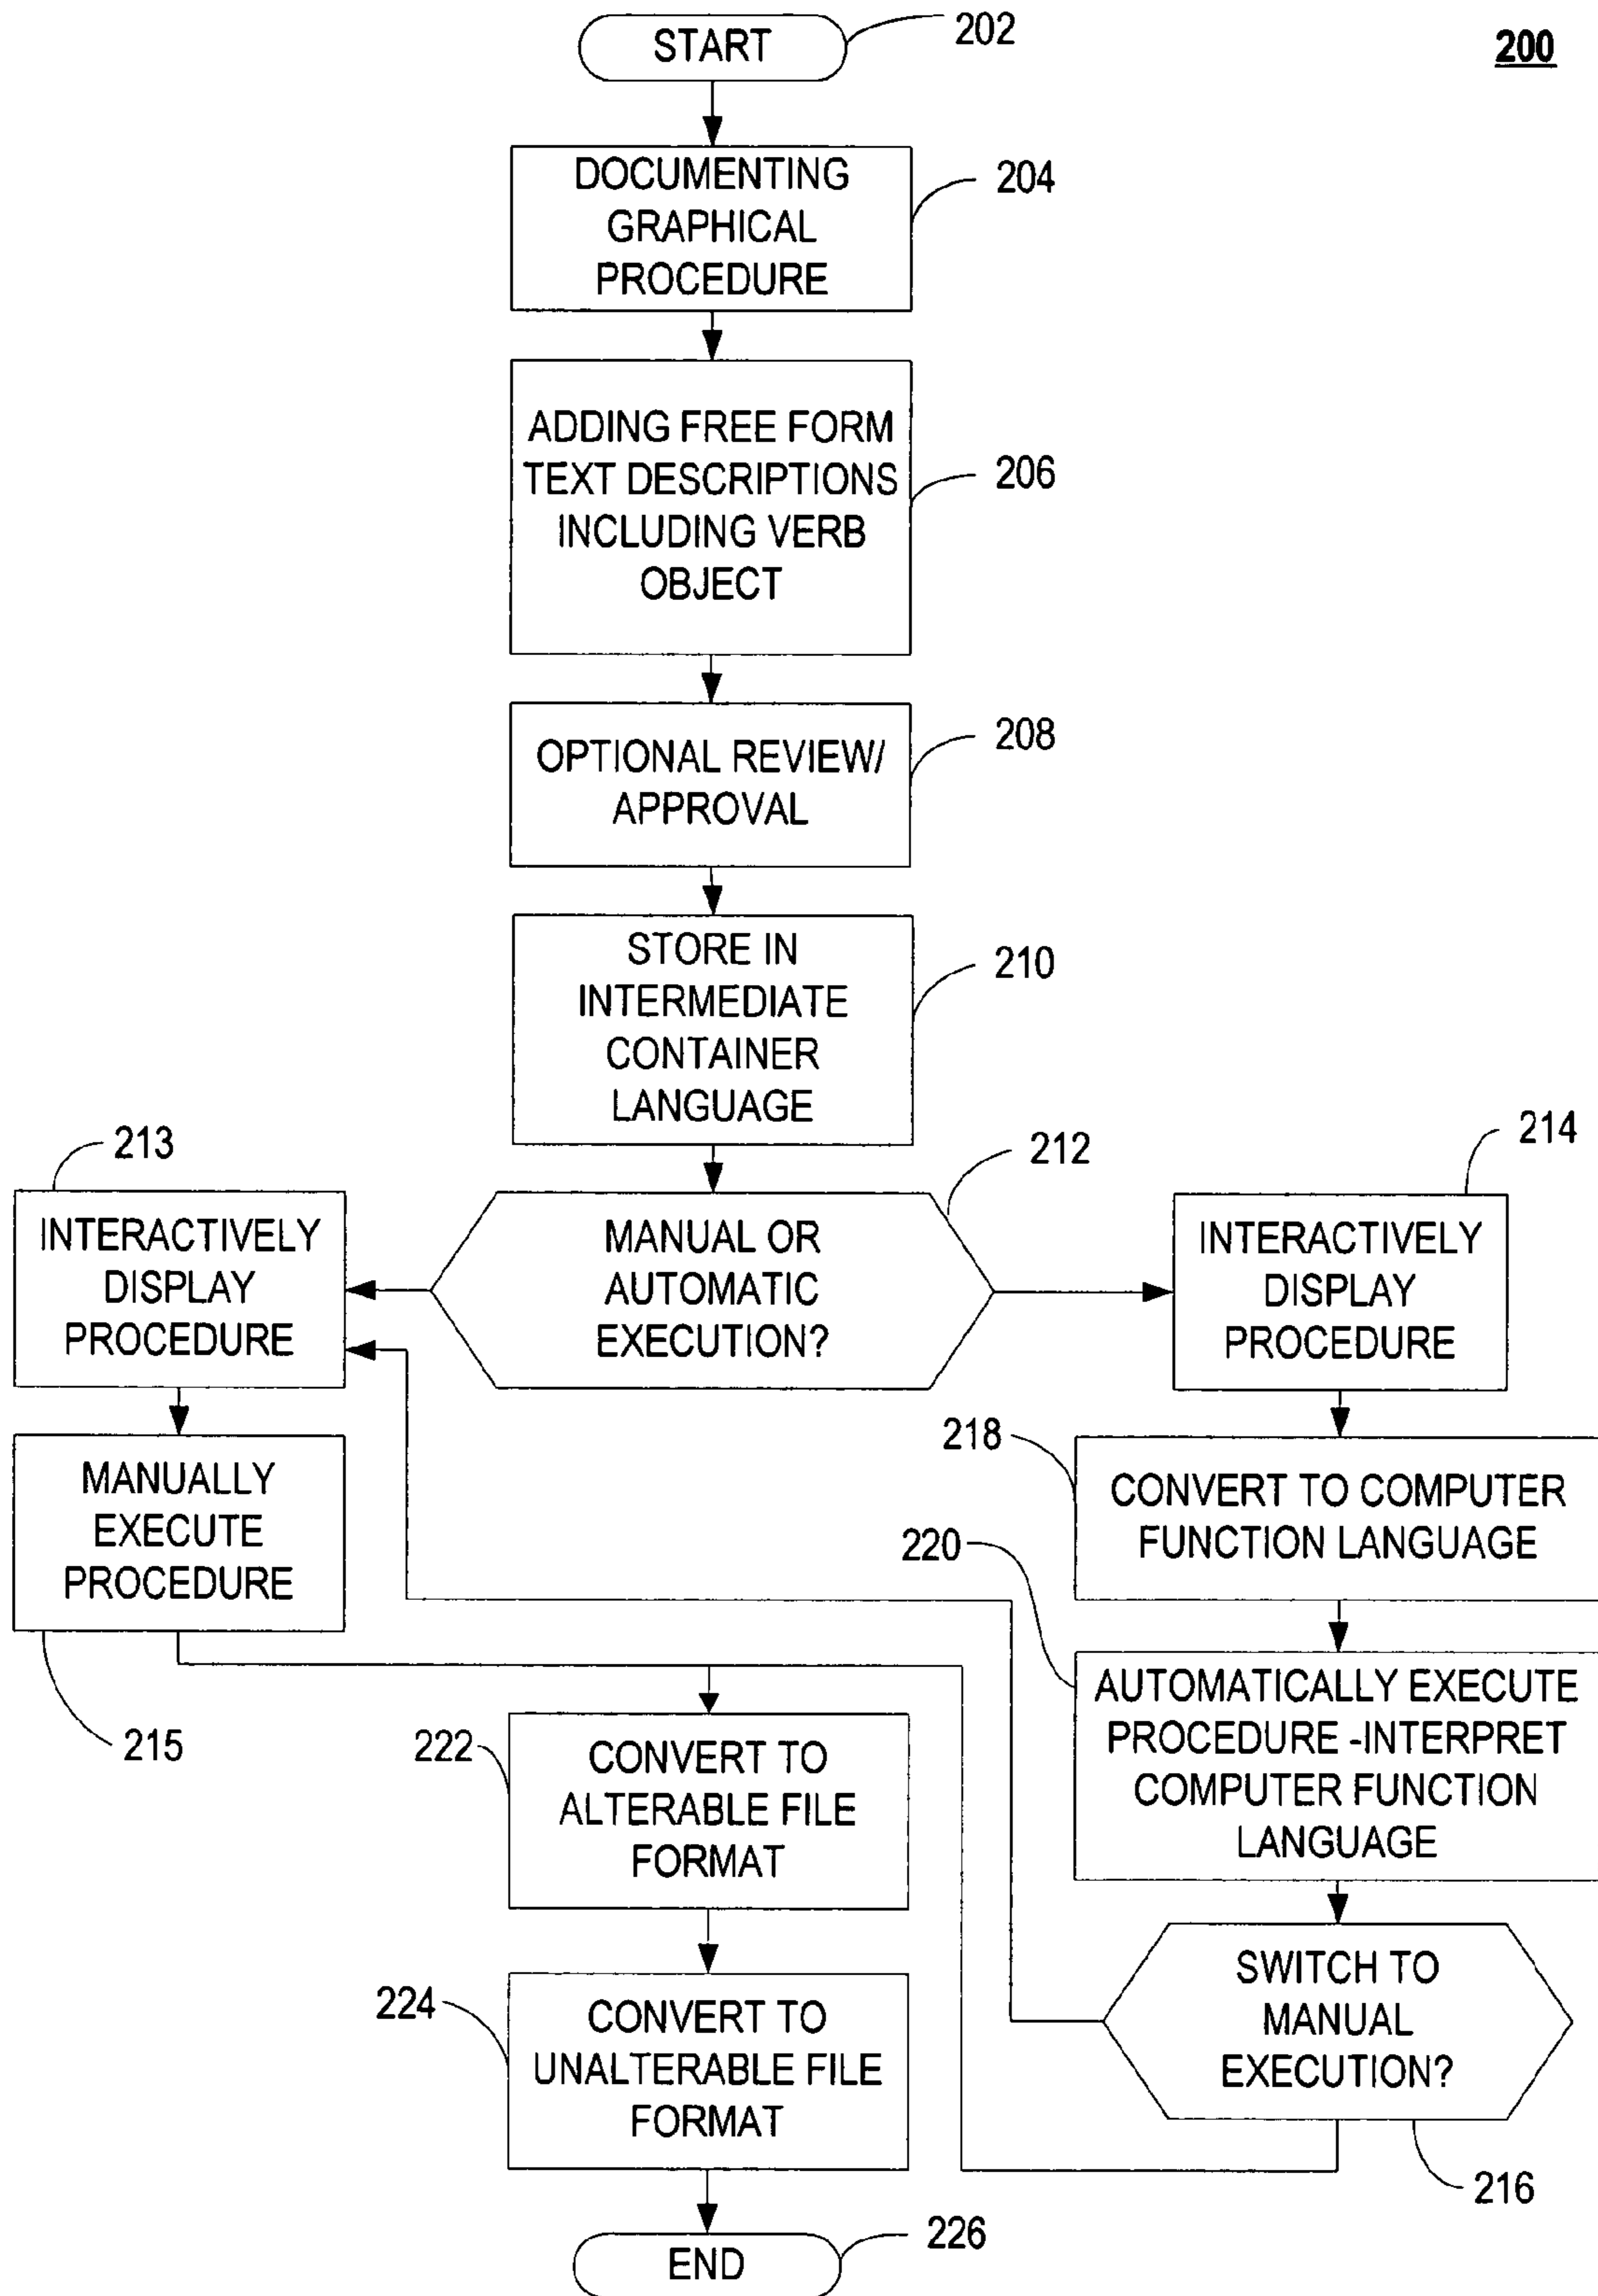 START
202
200
DOCUMENTING
GRAPHICAL
PROCEDURE
204
ADDING FREE FORM
TEXT DESCRIPTIONS
INCLUDING VERB
OBJECT
206
OPTIONAL REVIEW/
APPROVAL
208
STORE IN
INTERMEDIATE
CONTAINER
LANGUAGE
210
MANUAL OR
AUTOMATIC
EXECUTION?
212
213
INTERACTIVELY
DISPLAY
PROCEDURE
214
INTERACTIVELY
DISPLAY
PROCEDURE
MANUALLY
EXECUTE
PROCEDURE
215
218
CONVERT TO COMPUTER
FUNCTION LANGUAGE
220
AUTOMATICALLY EXECUTE
PROCEDURE -INTERPRET
COMPUTER FUNCTION
LANGUAGE
222
CONVERT TO
ALTERABLE FILE
FORMAT
SWITCH TO
MANUAL
EXECUTION?
216
224
CONVERT TO
UNALTERABLE FILE
FORMAT
END
226